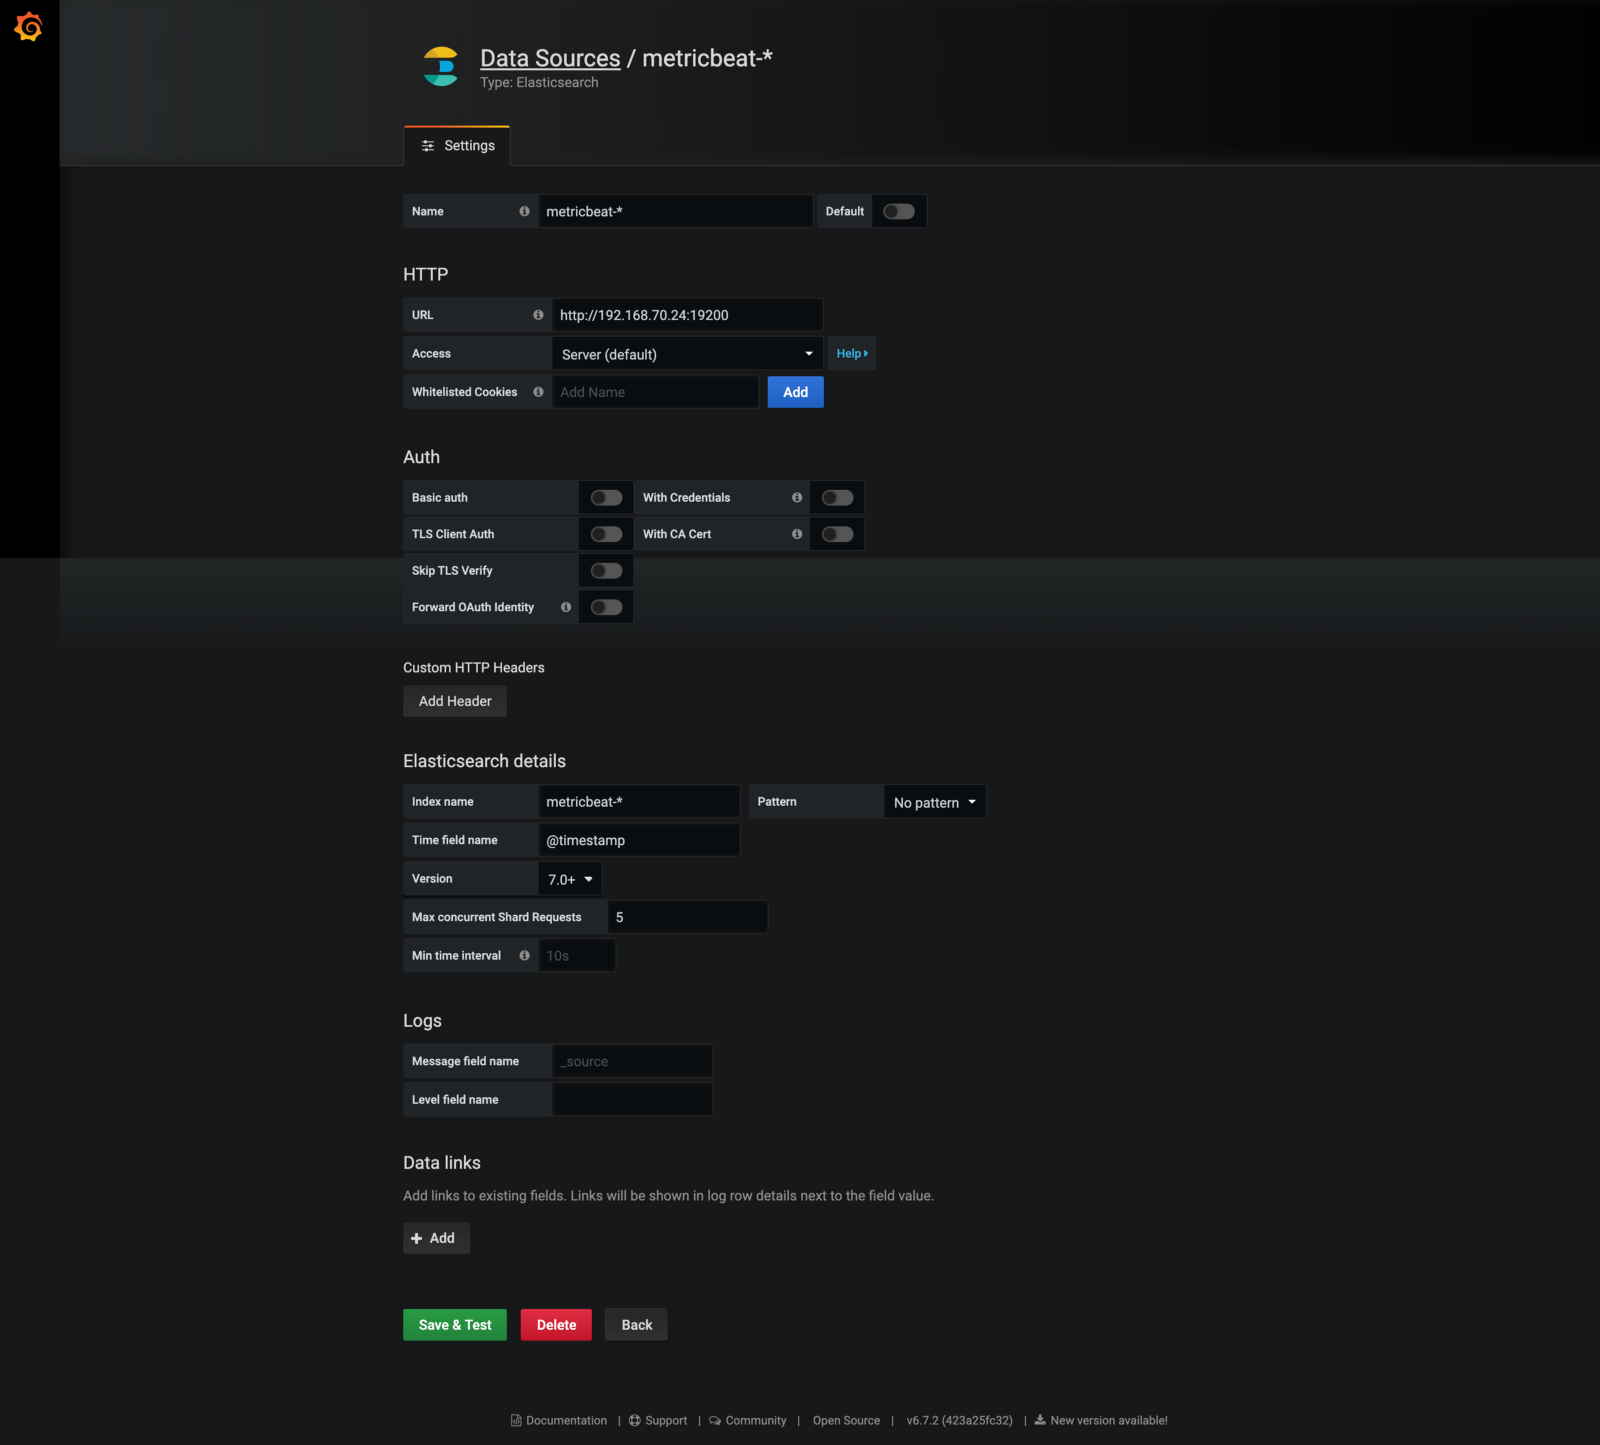 Data Sources / metricbeat-*
Type: Elasticsearch
Settings
Name metricbeat-* Default
HTTP
URL http://192.168.70.24:19200
Access Server (default) Help
Whitelisted Cookies Add Name Add
Auth
Basic auth With Credentials
TLS Client Auth With CA Cert
Skip TLS Verify
Forward OAuth Identity
Custom HTTP Headers
Add Header
Elasticsearch details
Index name metricbeat-* Pattern No pattern
Time field name @timestamp
Version 7.0+
Max concurrent Shard Requests 5
Min time interval 10s
Logs
Message field name _source
Level field name
Data links
Add links to existing fields. Links will be shown in log row details next to the field value.
+ Add
Save & Test Delete Back
Documentation | Support | Community | Open Source | v6.7.2 (423a25fc32) | New version available!